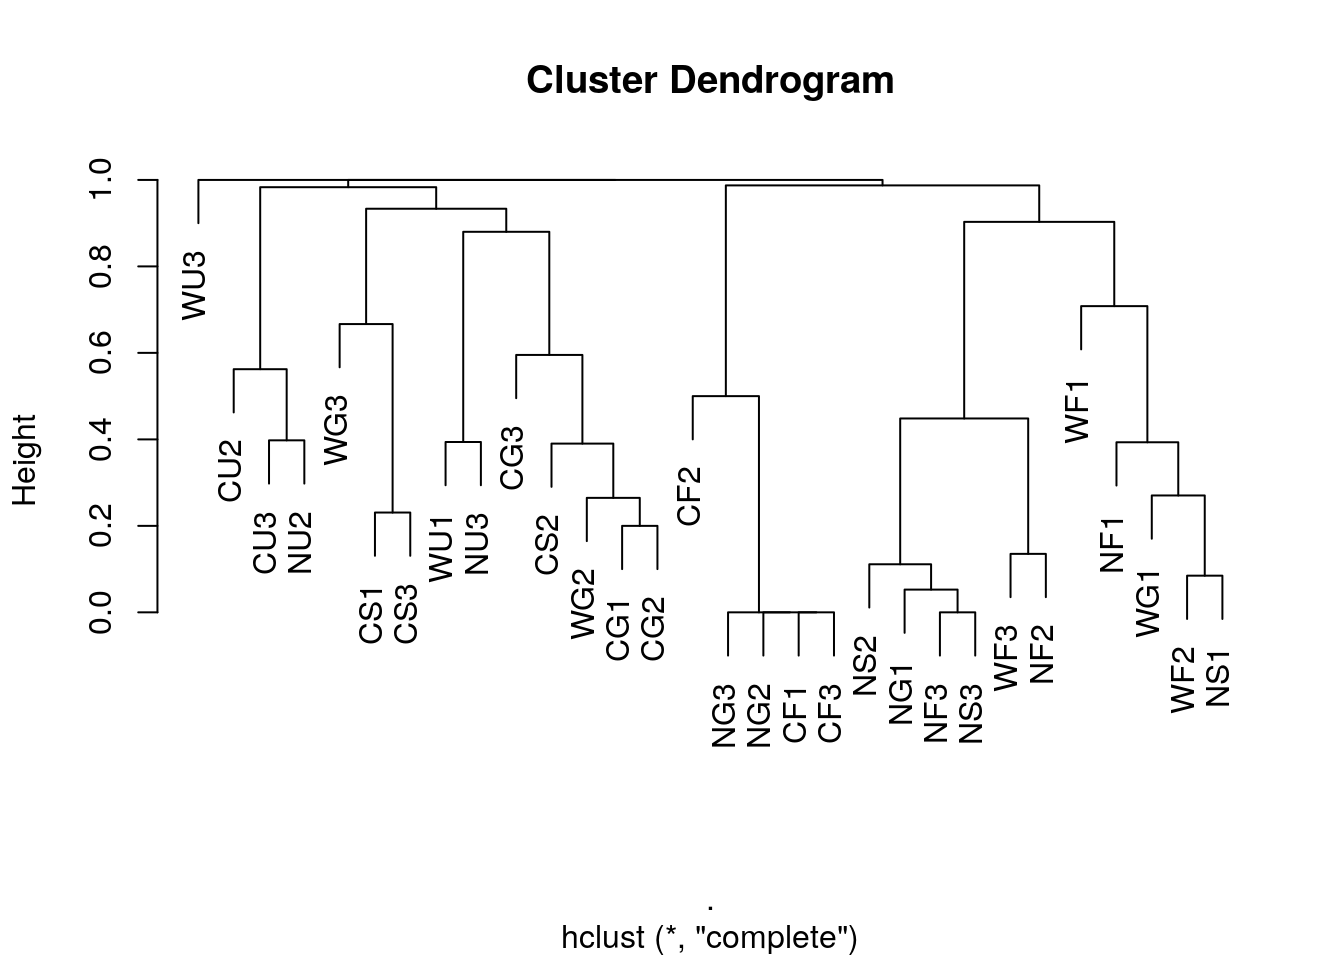 Cluster Dendrogram
Height
1.0
0.8
0.6
0.4
0.2
0.0
WU3
CU2
CU3
NU2
WG3
CS1
CS3
WU1
NU3
CG3
CS2
WG2
CG1
CG2
CF2
NG3
NG2
CF1
CF3
NS2
NG1
NF3
NS3
WF3
NF2
WF1
NF1
WG1
WF2
NS1
.
hclust (*, "complete")